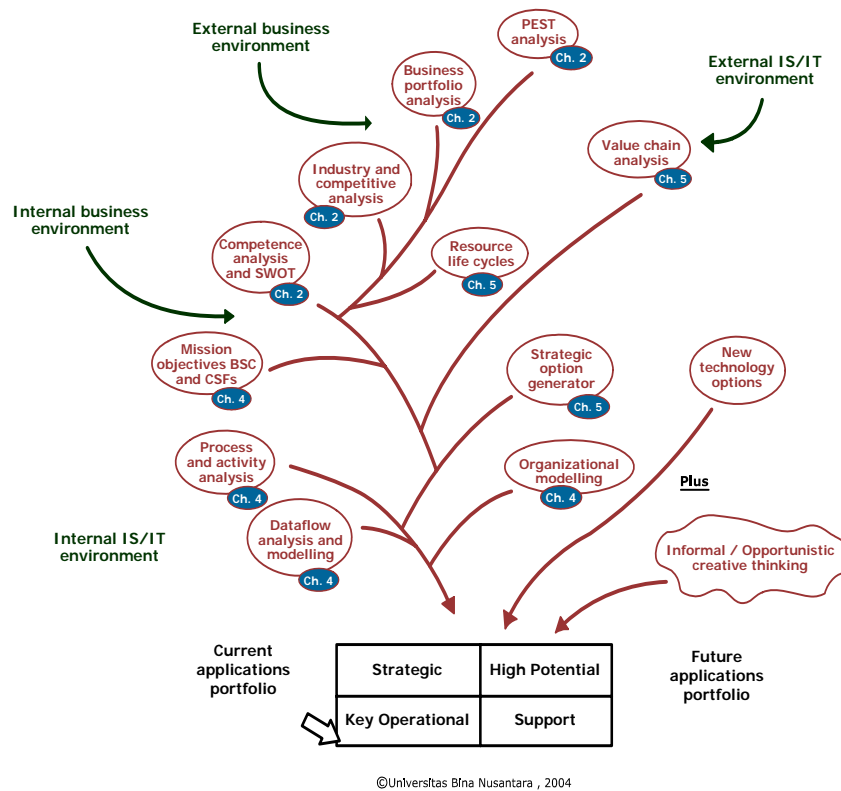 External business
environment
PEST
analysis
Ch. 2
Business
portfolio
analysis
Ch. 2
External IS/IT
environment
Value chain
analysis
Ch. 5
Industry and
competitive
analysis
Ch. 2
Internal business
environment
Competence
analysis
and SWOT
Ch. 2
Resource
life cycles
Ch. 5
Mission
objectives BSC
and CSFs
Ch. 4
Strategic
option
generator
Ch. 5
New
technology
options
Process
and activity
analysis
Ch. 4
Organizational
modelling
Ch. 4
Plus
Internal IS/IT
environment
Dataflow
analysis and
modelling
Ch. 4
Informal / Opportunistic
creative thinking
Current
applications
portfolio
Strategic
High Potential
Key Operational
Support
Future
applications
portfolio
©Universitas Bina Nusantara , 2004